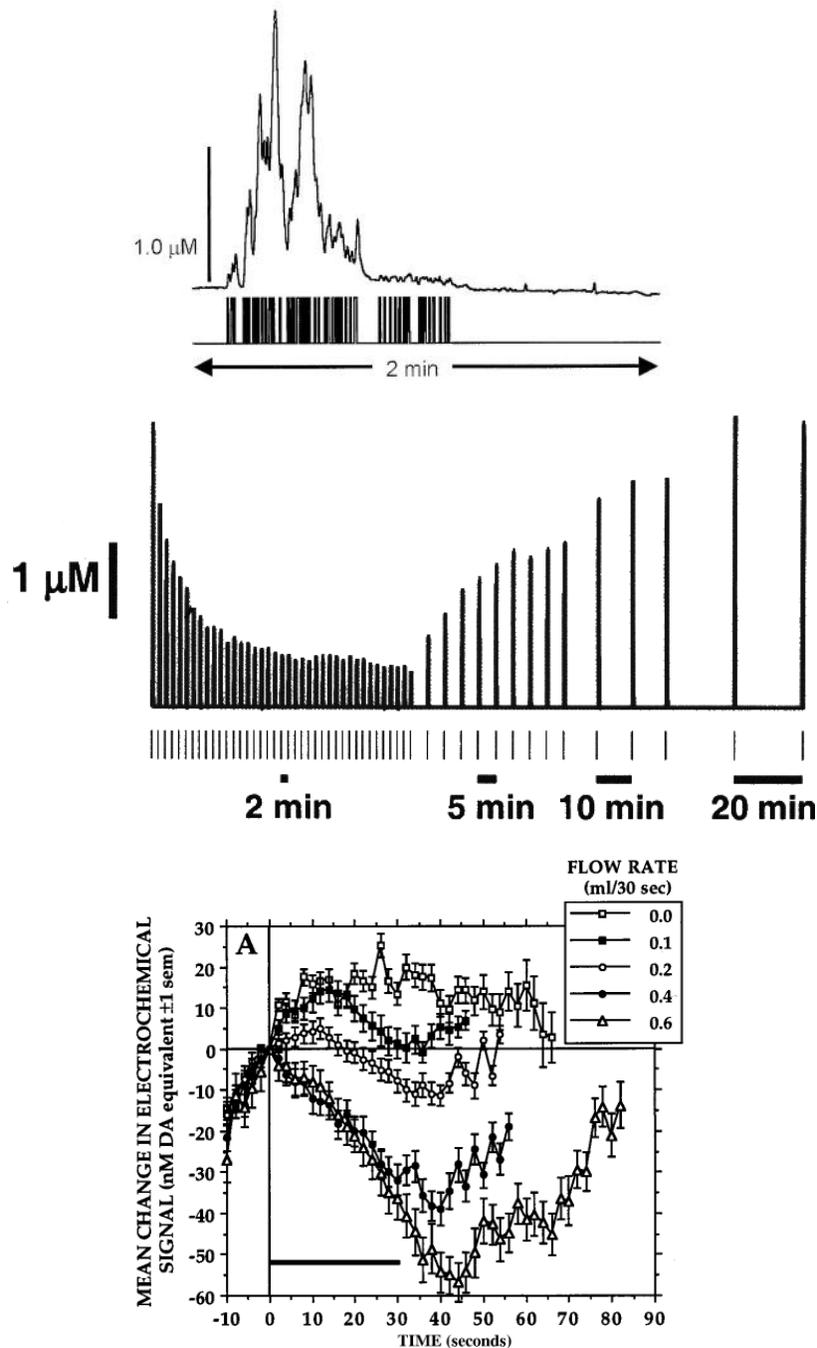 1.0 μM
2 min
1 μM
2 min 5 min 10 min 20 min
FLOW RATE
(ml/30 sec)
0.0
0.1
0.2
0.4
0.6
A
MEAN CHANGE IN ELECTROCHEMICAL
SIGNAL (nM DA equivalent ±1 sem)
30
20
10
0
-10
-20
-30
-40
-50
-60
-10 0 10 20 30 40 50 60 70 80 90
TIME (seconds)